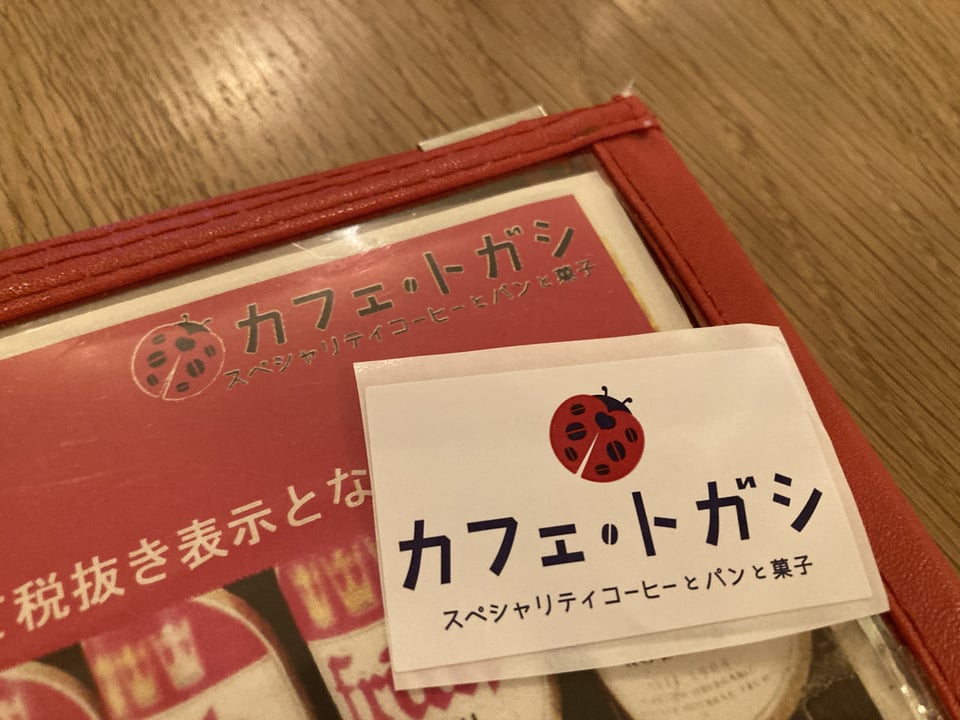 カフェ・トガシ
スペシャリティコーヒーとパンと菓子
税抜き表示とな
カフェ・トガシ
スペシャリティコーヒーとパンと菓子